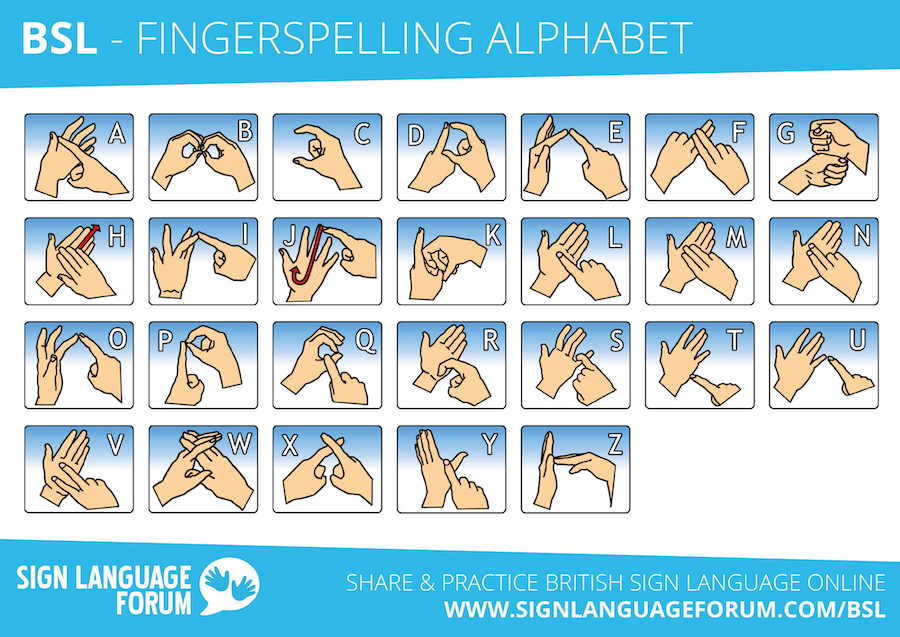 BSL - FINGERSPELLING ALPHABET
A B C D E F G
H I J K L M N
O P Q R S T U
V W X Y Z
SIGN LANGUAGE
FORUM
SHARE & PRACTICE BRITISH SIGN LANGUAGE ONLINE
WWW.SIGNLANGUAGEFORUM.COM/BSL